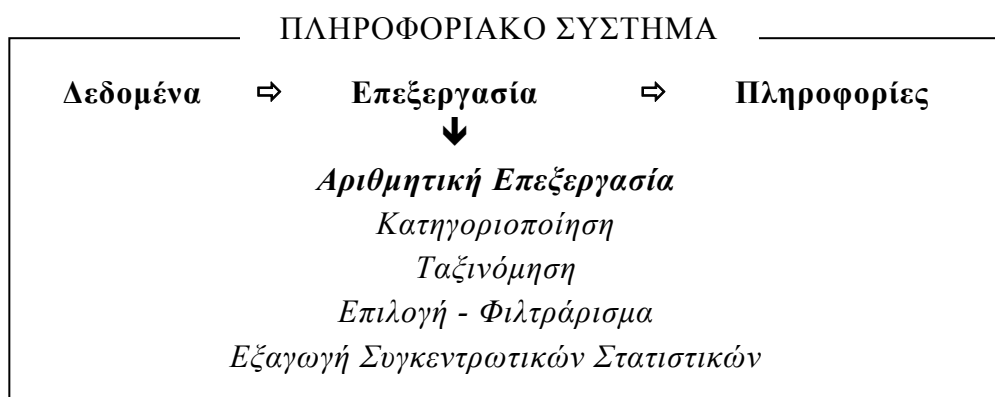 ΠΛΗΡΟΦΟΡΙΑΚΟ ΣΥΣΤΗΜΑ
Δεδομένα ⇨ Επεξεργασία ⇨ Πληροφορίες
Αριθμητική Επεξεργασία
Κατηγοριοποίηση
Ταξινόμηση
Επιλογή - Φιλτράρισμα
Εξαγωγή Συγκεντρωτικών Στατιστικών